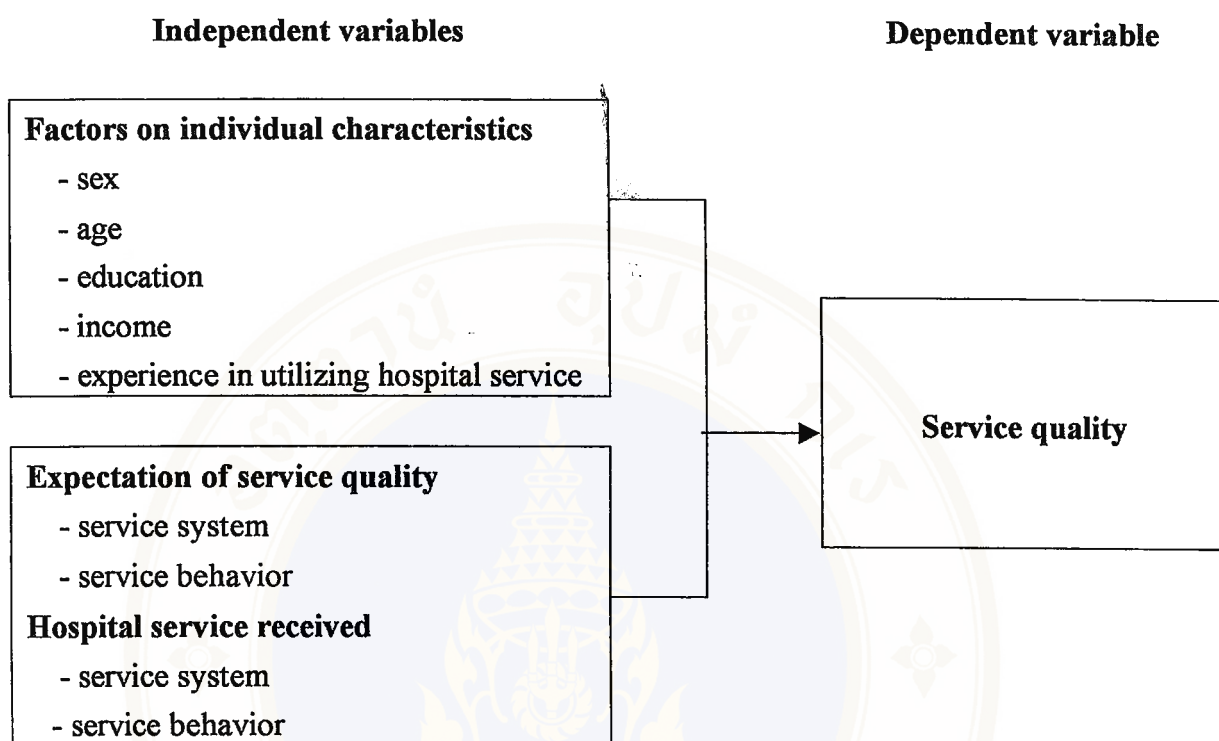 Independent variables
Dependent variable
Factors on individual characteristics
- sex
- age
- education
- income
- experience in utilizing hospital service
Expectation of service quality
- service system
- service behavior
Hospital service received
- service system
- service behavior
Service quality